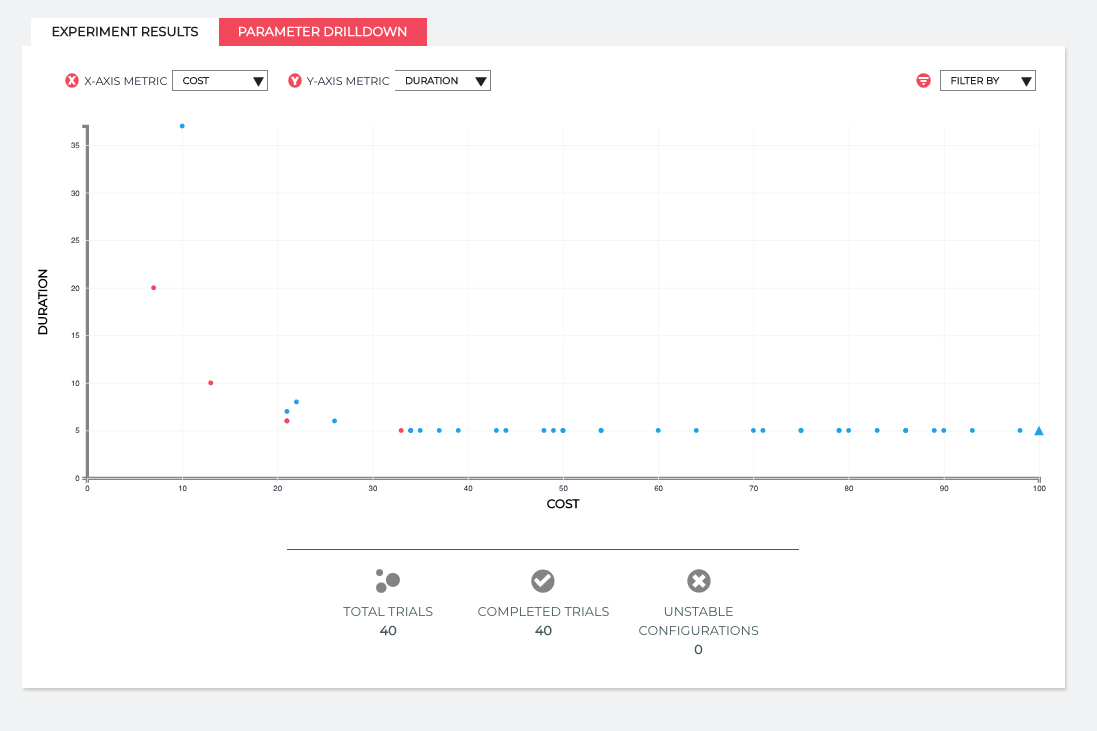 EXPERIMENT RESULTS PARAMETER DRILLDOWN
X X-AXIS METRIC COST Y Y-AXIS METRIC DURATION FILTER BY
35
30
25
20
15
10
5
0
DURATION
0 10 20 30 40 50 60 70 80 90 100
COST
TOTAL TRIALS COMPLETED TRIALS UNSTABLE
40 40 CONFIGURATIONS
0